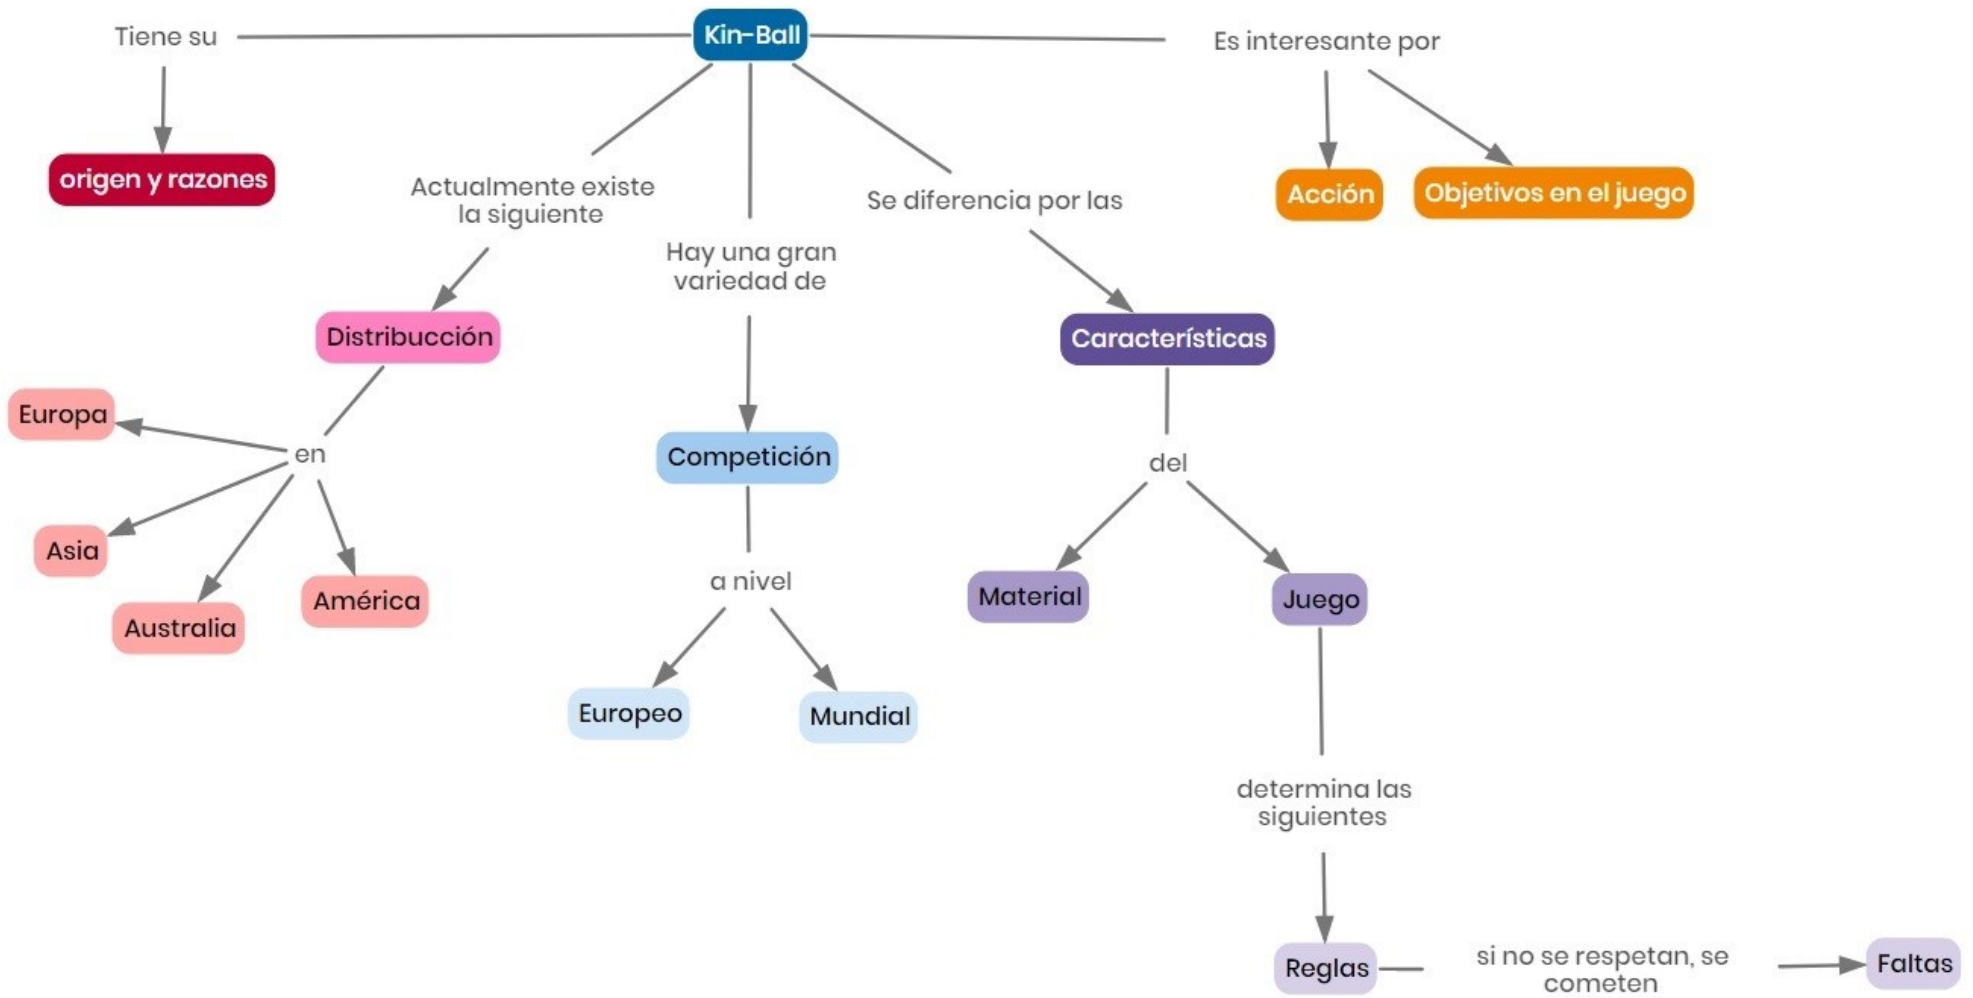 Kin-Ball
Tiene su
origen y razones
Actualmente existe
la siguiente
Distribucción
en
Europa
Asia
Australia
América
Hay una gran
variedad de
Competición
a nivel
Europeo
Mundial
Se diferencia por las
Característícas
del
Material
Juego
determina las
siguientes
Reglas
si no se respetan, se
cometen
Faltas
Es interesante por
Acción
Objetivos en el juego